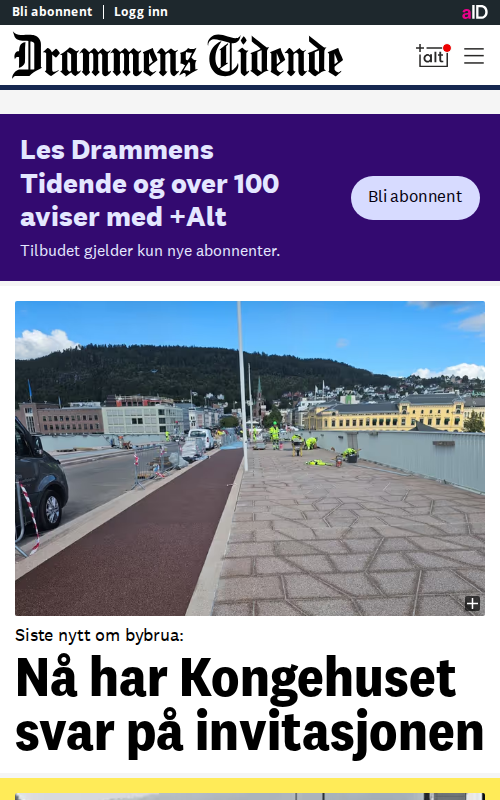 Bli abonnent
Logg inn
aID
Drammens Tidende
+alt
Les Drammens
Tidende og over 100
aviser med +Alt
Tilbudet gjelder kun nye abonnenter.
Bli abonnent
Siste nytt om bybrua:
Nå har Kongehuset
svar på invitasjonen